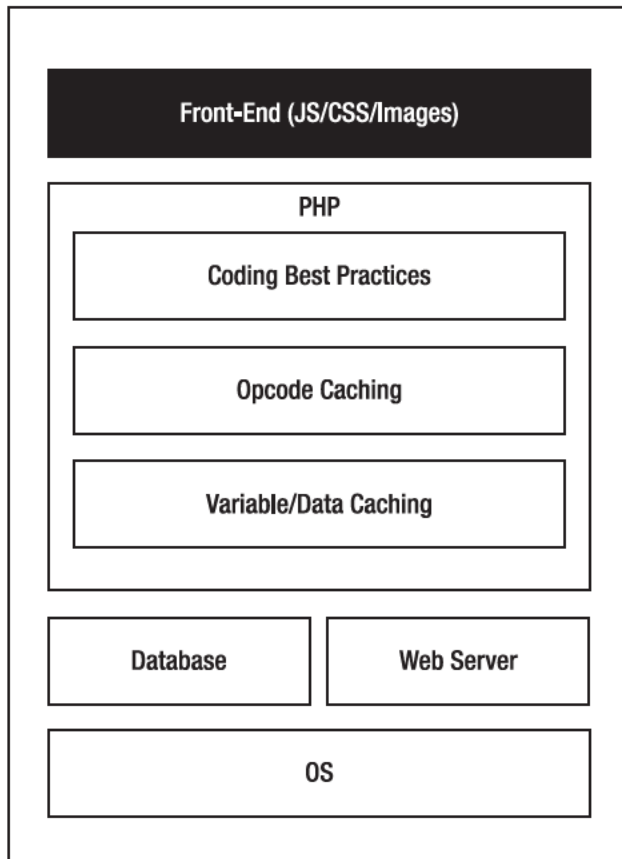 Front-End (JS/CSS/Images)
PHP
Coding Best Practices
Opcode Caching
Variable/Data Caching
Database
Web Server
OS